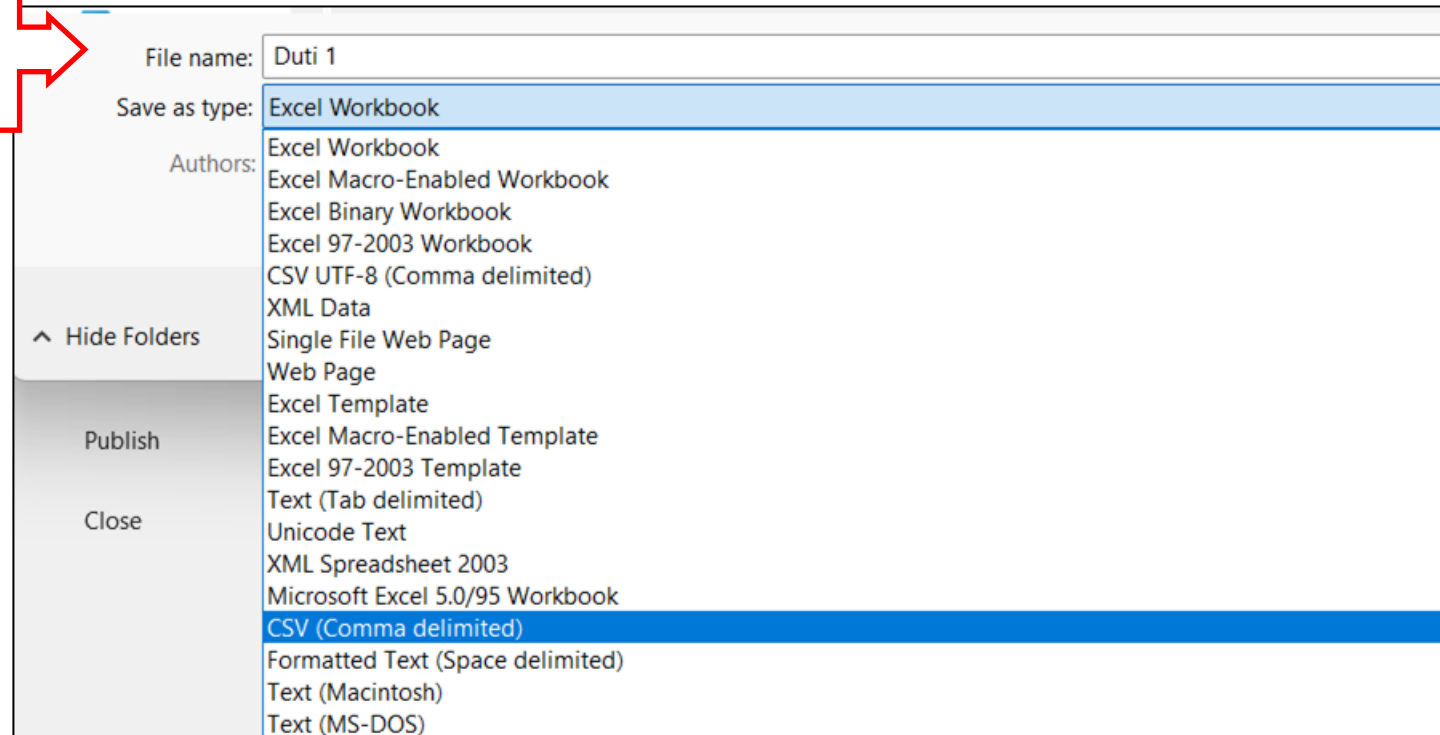 File name: Duti 1
Save as type: Excel Workbook
Authors:
Excel Workbook
Excel Macro-Enabled Workbook
Excel Binary Workbook
Excel 97-2003 Workbook
CSV UTF-8 (Comma delimited)
XML Data
Single File Web Page
Web Page
Excel Template
Excel Macro-Enabled Template
Excel 97-2003 Template
Text (Tab delimited)
Unicode Text
XML Spreadsheet 2003
Microsoft Excel 5.0/95 Workbook
CSV (Comma delimited)
Formatted Text (Space delimited)
Text (Macintosh)
Text (MS-DOS)
Hide Folders
Publish
Close